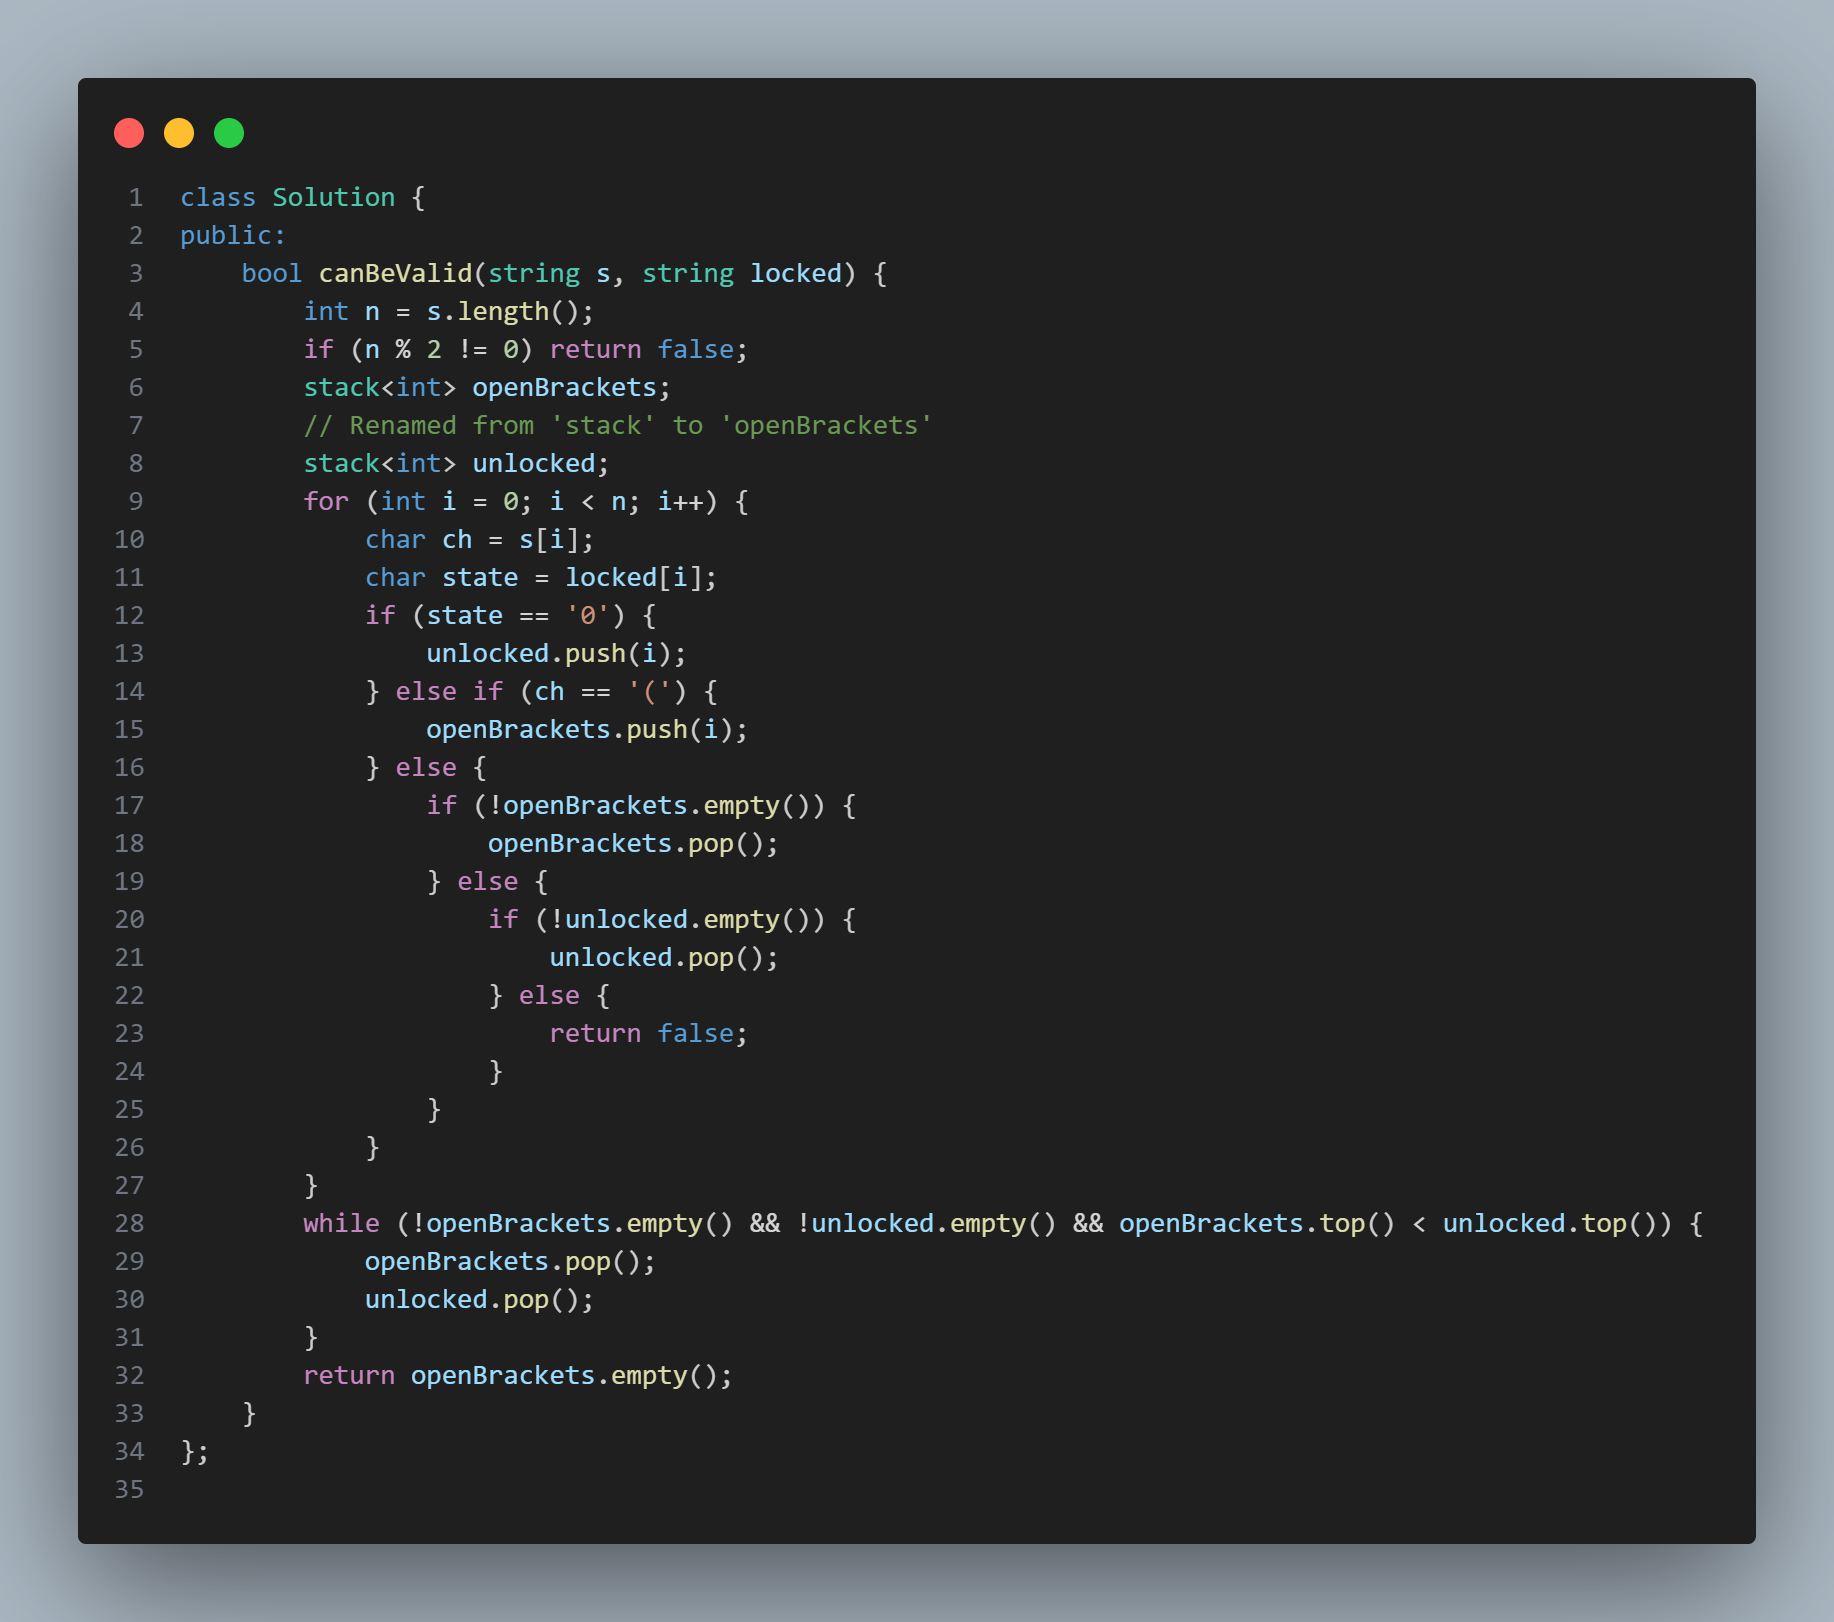 1 class Solution {
2 public:
3     bool canBeValid(string s, string locked) {
4         int n = s.length();
5         if (n % 2 != 0) return false;
6         stack<int> openBrackets;
7         // Renamed from 'stack' to 'openBrackets'
8         stack<int> unlocked;
9         for (int i = 0; i < n; i++) {
10             char ch = s[i];
11             char state = locked[i];
12             if (state == '0') {
13                 unlocked.push(i);
14             } else if (ch == '(') {
15                 openBrackets.push(i);
16             } else {
17                 if (!openBrackets.empty()) {
18                     openBrackets.pop();
19                 } else {
20                     if (!unlocked.empty()) {
21                         unlocked.pop();
22                     } else {
23                         return false;
24                     }
25                 }
26             }
27         }
28         while (!openBrackets.empty() && !unlocked.empty() && openBrackets.top() < unlocked.top()) {
29             openBrackets.pop();
30             unlocked.pop();
31         }
32         return openBrackets.empty();
33     }
34 };
35